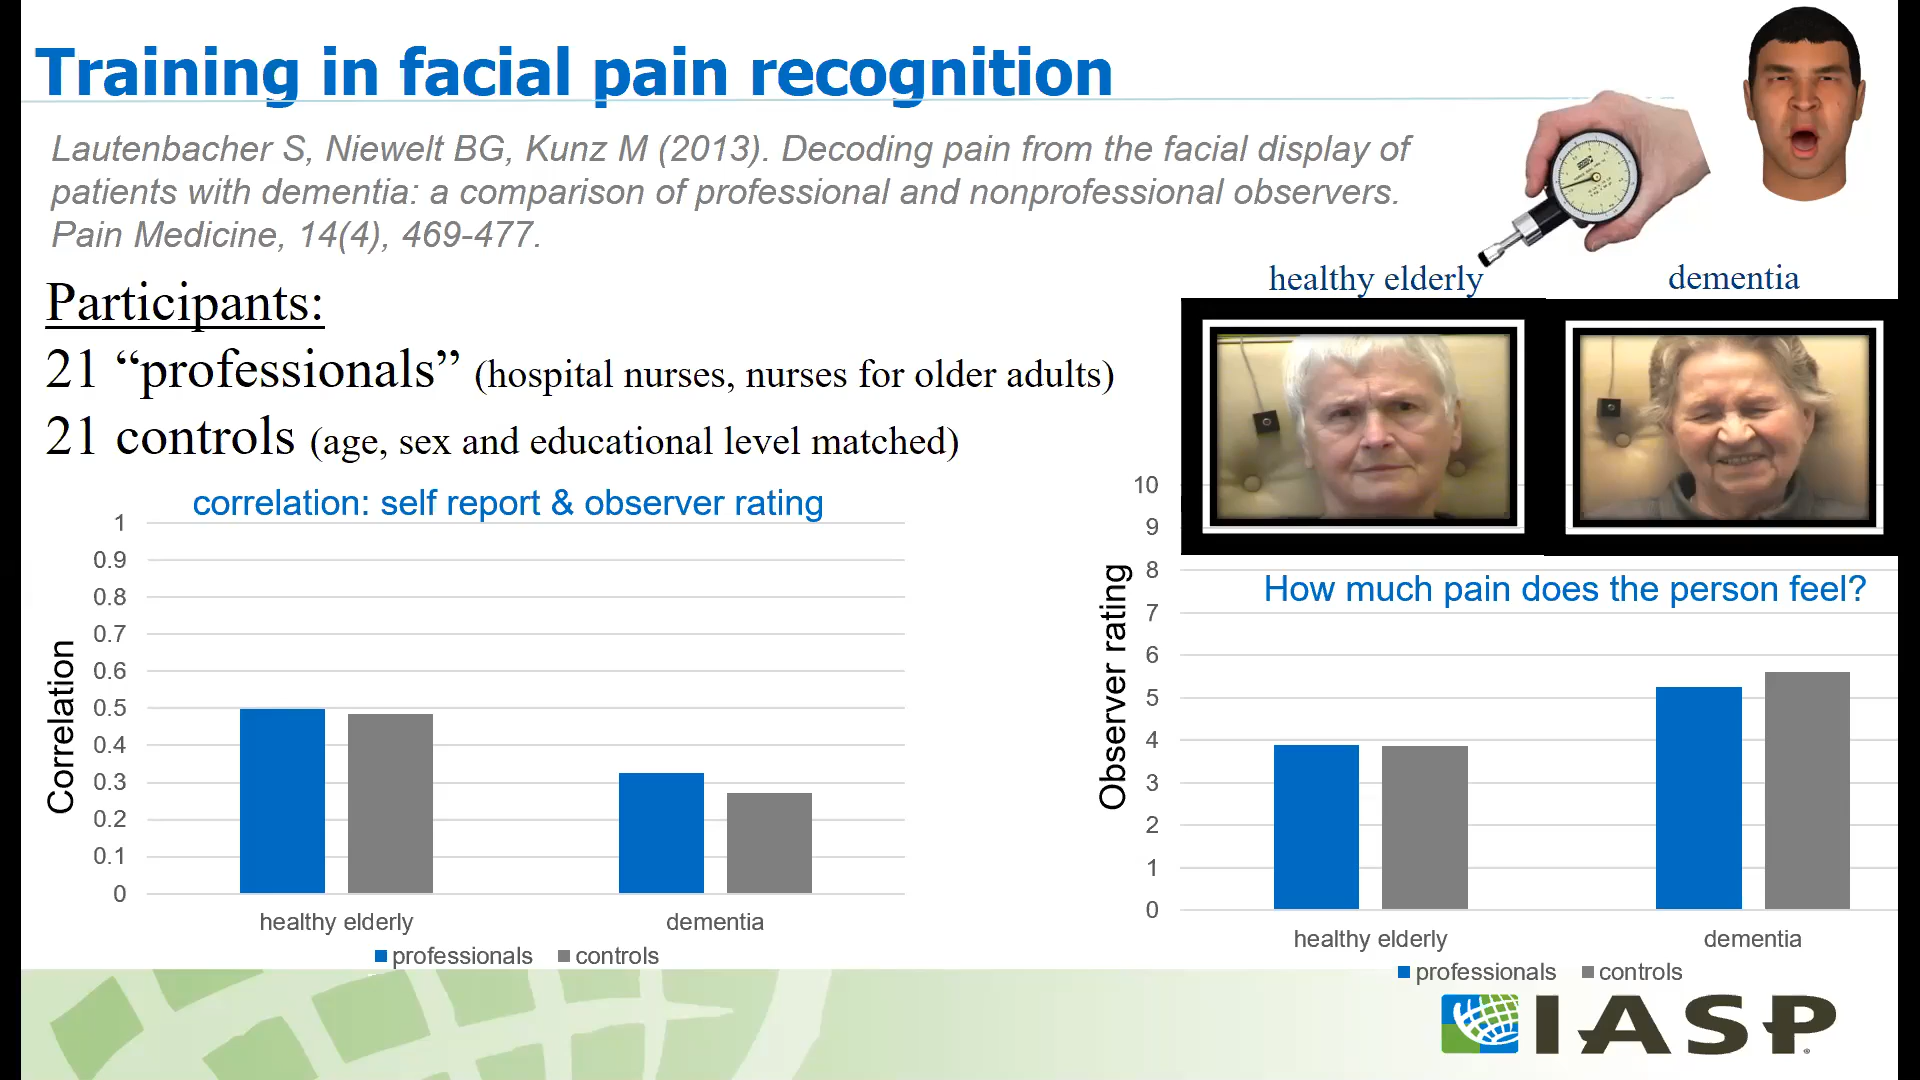 Training in facial pain recognition
Lautenbacher S, Niewelt BG, Kunz M (2013). Decoding pain from the facial display of
patients with dementia: a comparison of professional and nonprofessional observers.
Pain Medicine, 14(4), 469-477.
Participants:
21 “professionals” (hospital nurses, nurses for older adults)
21 controls (age, sex and educational level matched)
healthy elderly
dementia
correlation: self report & observer rating
Correlation
1
0.9
0.8
0.7
0.6
0.5
0.4
0.3
0.2
0.1
0
healthy elderly
dementia
professionals
controls
How much pain does the person feel?
Observer rating
10
9
8
7
6
5
4
3
2
1
0
healthy elderly
dementia
professionals
controls
IASP